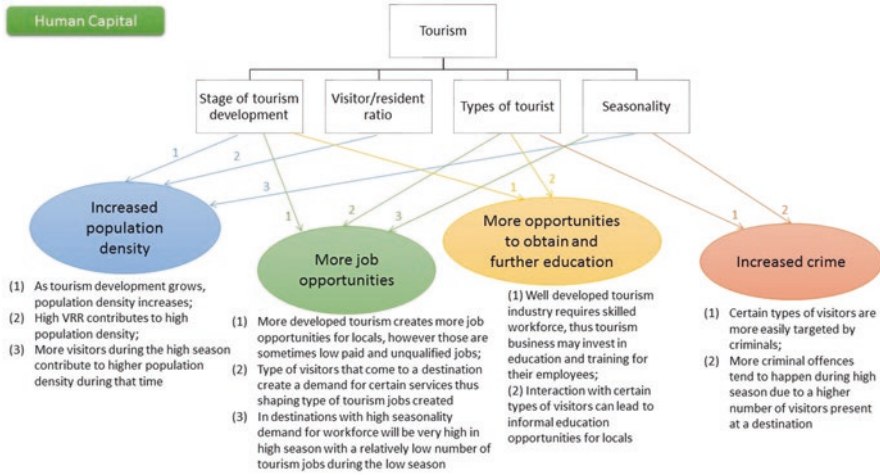 Human Capital
Tourism
Stage of tourism
development
Visitor/resident
ratio
Types of tourist
Seasonality
1
2
3
1
2
3
1
2
1
2
Increased
population
density
More job
opportunities
More opportunities
to obtain and
further education
Increased crime
(1) As tourism development grows,
population density increases;
(2) High VRR contributes to high
population density;
(3) More visitors during the high season
contribute to higher population
density during that time
(1) More developed tourism creates more job
opportunities for locals, however those are
sometimes low paid and unqualified jobs;
(2) Type of visitors that come to a destination
create a demand for certain services thus
shaping type of tourism jobs created
(3) In destinations with high seasonality
demand for workforce will be very high in
high season with a relatively low number of
tourism jobs during the low season
(1) Well developed tourism
industry requires skilled
workforce, thus tourism
business may invest in
education and training for
their employees;
(2) Interaction with certain
types of visitors can lead to
informal education
opportunities for locals
(1) Certain types of visitors are
more easily targeted by
criminals;
(2) More criminal offences
tend to happen during high
season due to a higher
number of visitors present
at a destination